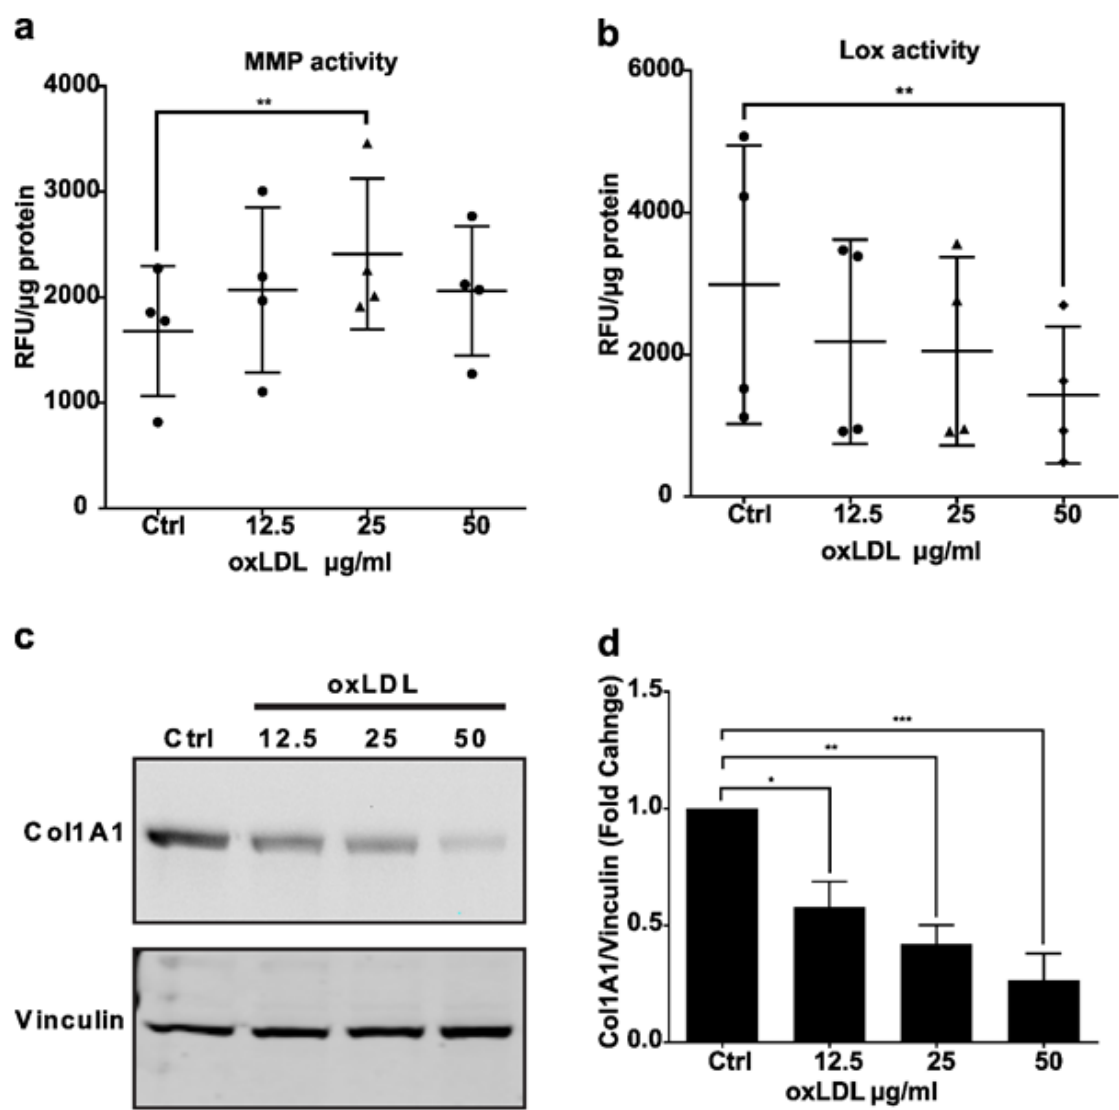 a
MMP activity
4000
3000
2000
1000
0
RFU/µg protein
**
Ctrl 12.5 25 50
oxLDL µg/ml
b
Lox activity
6000
4000
2000
0
RFU/µg protein
**
Ctrl 12.5 25 50
oxLDL µg/ml
c
oxLDL
Ctrl 12.5 25 50
Col1A1
Vinculin
d
1.5
1.0
0.5
0.0
Col1A1/Vinculin (Fold Cahnge)
***
**
*
Ctrl 12.5 25 50
oxLDL µg/ml